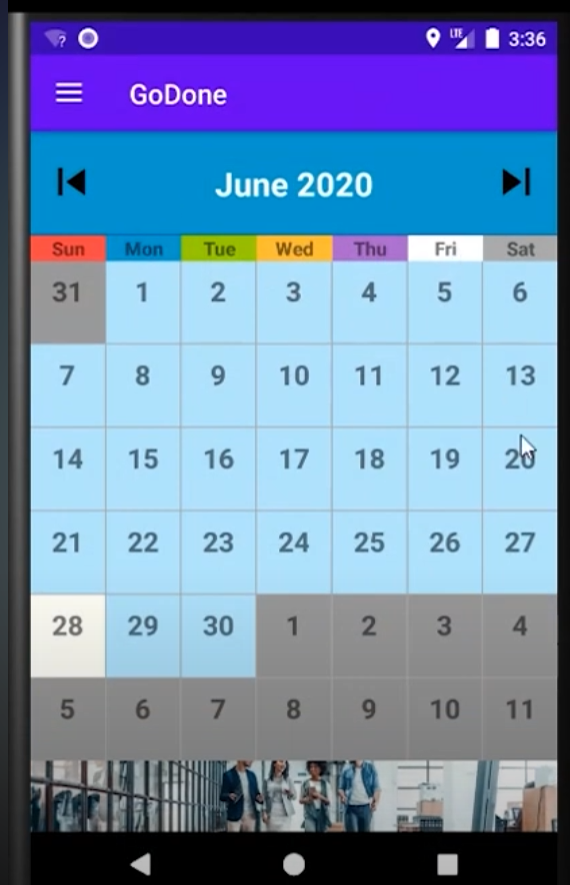 ? LTE 3:36
GoDone
June 2020
Sun Mon Tue Wed Thu Fri Sat
31 1 2 3 4 5 6
7 8 9 10 11 12 13
14 15 16 17 18 19 20
21 22 23 24 25 26 27
28 29 30 1 2 3 4
5 6 7 8 9 10 11